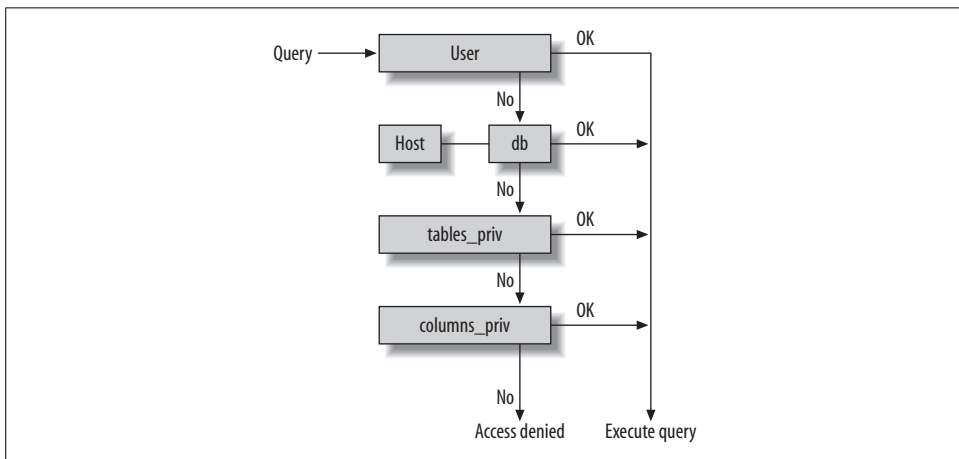 Query
User
OK
No
Host
db
OK
No
tables_priv
OK
No
columns_priv
OK
No
Access denied
Execute query